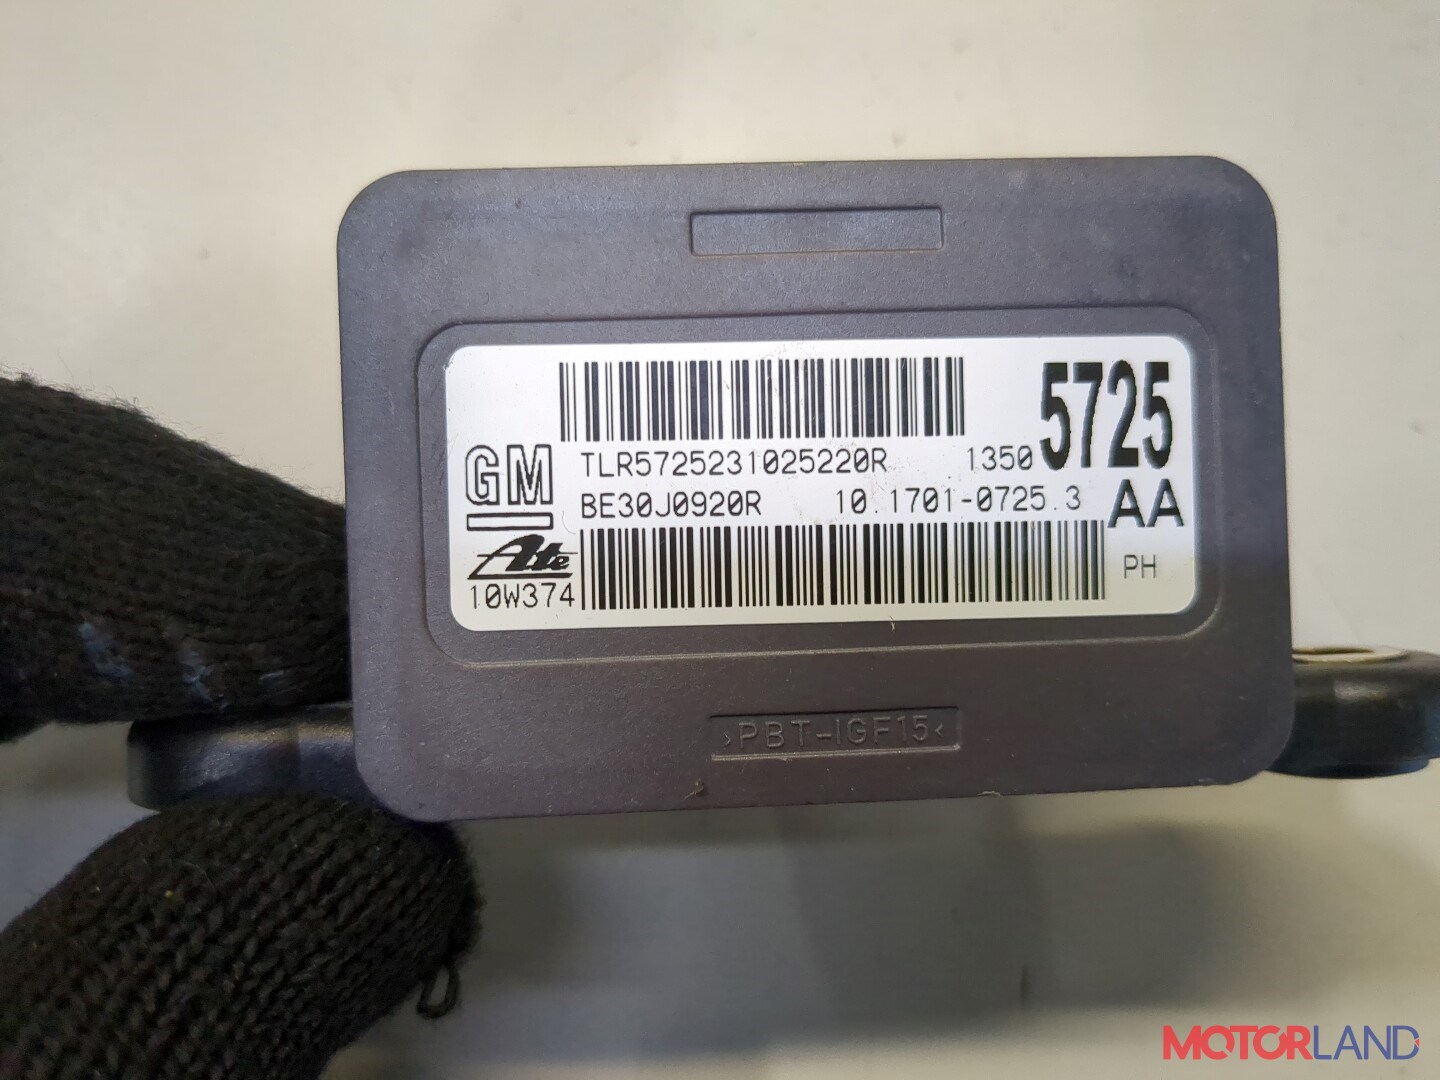 GM
TLR5725231025220R 1350 5725
BE30J0920R 10.1701-0725.3 AA
Ate
10W374
PH
>PBT-IGF15<
MOTORLAND